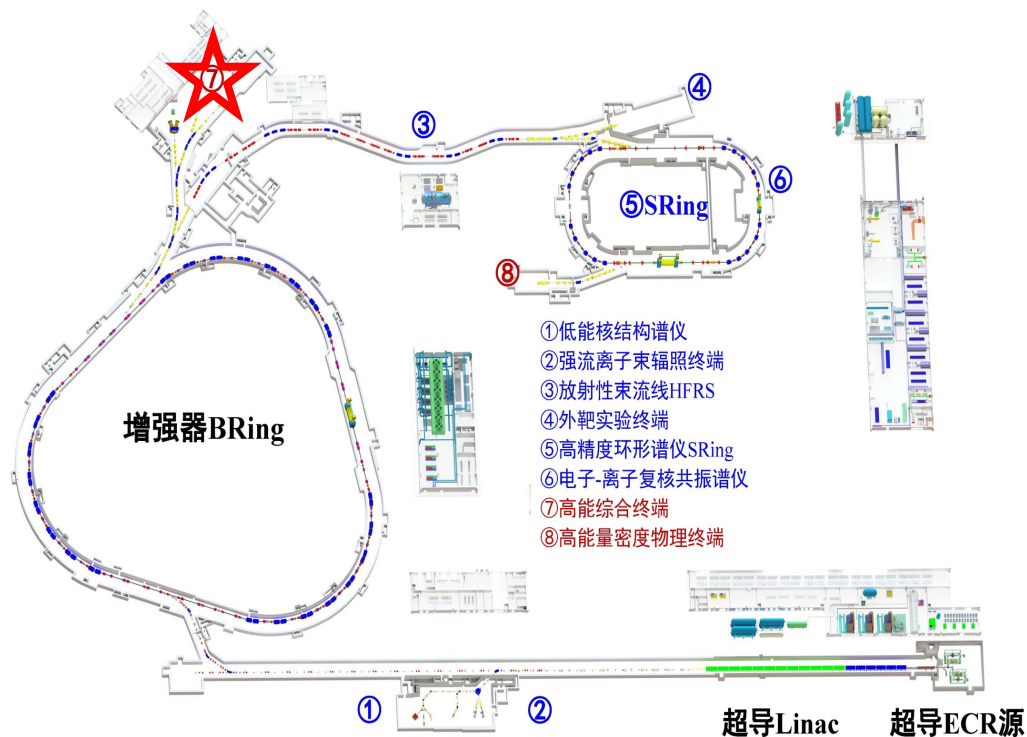 ⑦
③
④
⑥
⑤SRing
⑧
①低能核结构谱仪
②强流离子束辐照终端
③放射性束流线HFRS
④外靶实验终端
⑤高精度环形谱仪SRing
⑥电子-离子复核共振谱仪
⑦高能综合终端
⑧高能量密度物理终端
增强器BRing
①
②
超导Linac
超导ECR源